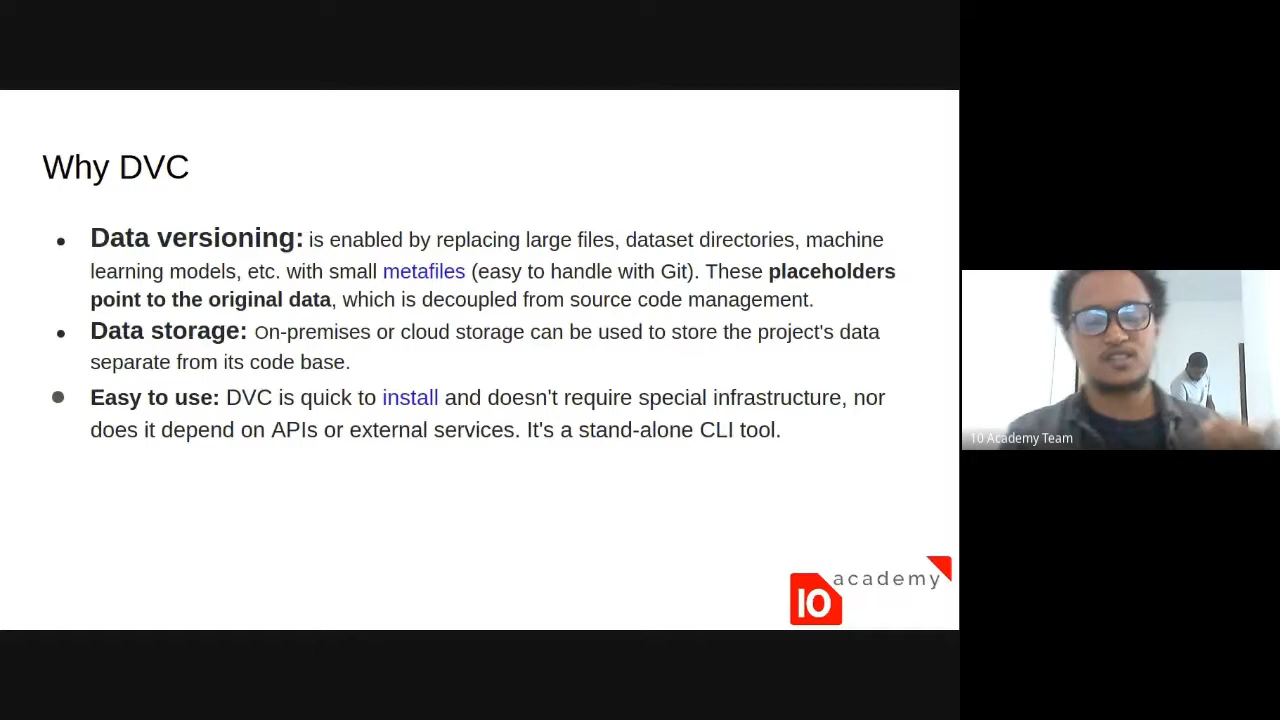 Why DVC
• Data versioning: is enabled by replacing large files, dataset directories, machine
learning models, etc. with small metafiles (easy to handle with Git). These placeholders
point to the original data, which is decoupled from source code management.
• Data storage: On-premises or cloud storage can be used to store the project's data
separate from its code base.
• Easy to use: DVC is quick to install and doesn't require special infrastructure, nor
does it depend on APIs or external services. It's a stand-alone CLI tool.
10 academy
10 Academy Team